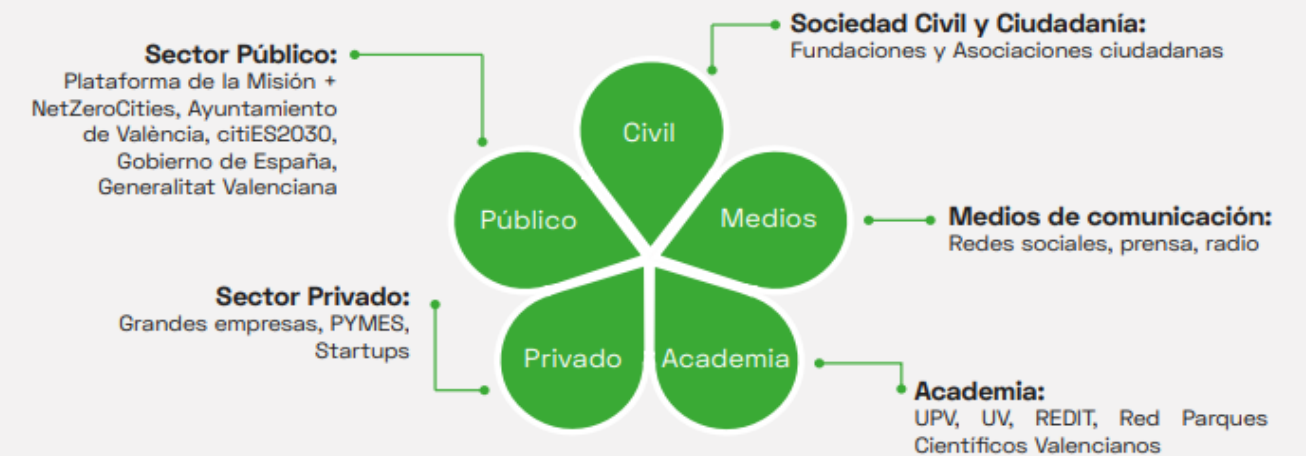 Sociedad Civil y Ciudadanía:
Fundaciones y Asociaciones ciudadanas
Sector Público:
Plataforma de la Misión +
NetZeroCities, Ayuntamiento
de València, citiES2030,
Gobierno de España,
Generalitat Valenciana
Civil
Público
Medios
Medios de comunicación:
Redes sociales, prensa, radio
Sector Privado:
Grandes empresas, PYMES,
Startups
Privado
Academia
Academia:
UPV, UV, REDIT, Red Parques
Científicos Valencianos